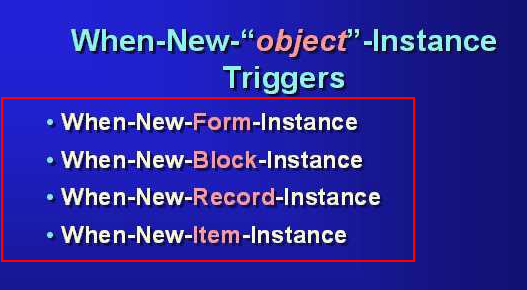 When-New-“object”-Instance
Triggers
• When-New-Form-Instance
• When-New-Block-Instance
• When-New-Record-Instance
• When-New-Item-Instance